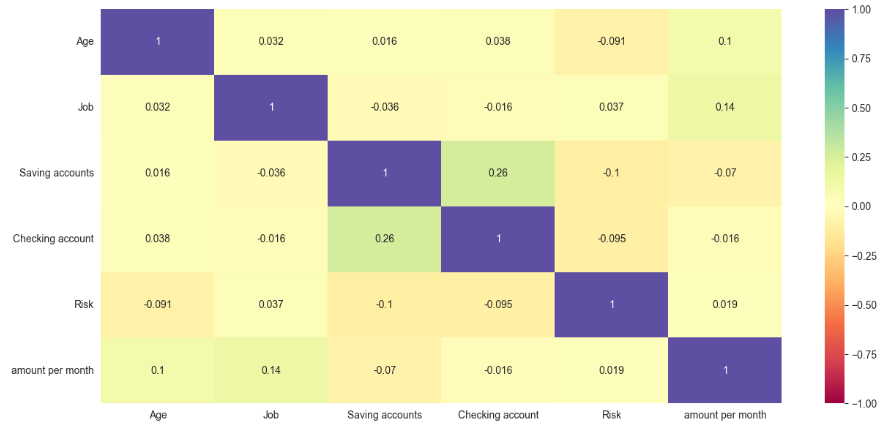 Age 1 0.032 0.016 0.038 -0.091 0.1
Job 0.032 1 -0.036 -0.016 0.037 0.14
Saving accounts 0.016 -0.036 1 0.26 -0.1 -0.07
Checking account 0.038 -0.016 0.26 1 -0.095 -0.016
Risk -0.091 0.037 -0.1 -0.095 1 0.019
amount per month 0.1 0.14 -0.07 -0.016 0.019 1
Age Job Saving accounts Checking account Risk amount per month
1.00
0.75
0.50
0.25
0.00
−0.25
−0.50
−0.75
−1.00